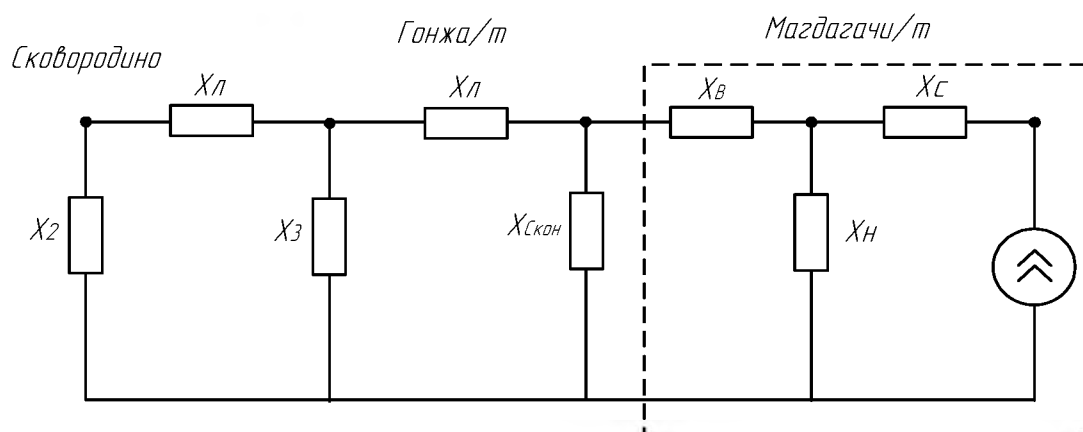 Сковородино
Гонжа/т
Магдагачи/т
Xл
Xл
Xв
Xс
X2
X3
XСкон
Xн